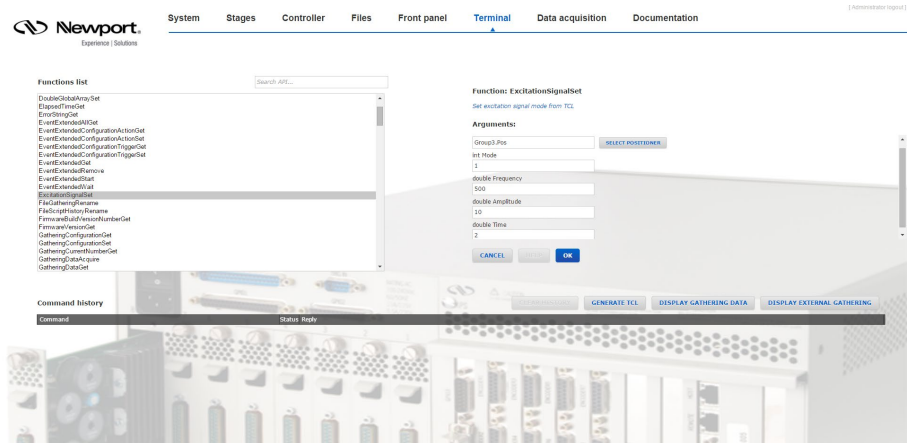 [ Administrator logout ]
Newport.
Experience | Solutions
System Stages Controller Files Front panel Terminal Data acquisition Documentation
Functions list
Search API...
DoubleGlobalArraySet
ElapsedTimeGet
ErrorStringGet
EventExtendedAllGet
EventExtendedConfigurationActionGet
EventExtendedConfigurationActionSet
EventExtendedConfigurationTriggerGet
EventExtendedConfigurationTriggerSet
EventExtendedGet
EventExtendedRemove
EventExtendedStart
EventExtendedWait
ExcitationSignalSet
FileGatheringRename
FileScriptHistoryRename
FirmwareBuildVersionNumberGet
FirmwareVersionGet
GatheringConfigurationGet
GatheringConfigurationSet
GatheringCurrentNumberGet
GatheringDataAcquire
GatheringDataGet
Function: ExcitationSignalSet
Set excitation signal mode from TCL
Arguments:
Group3.Pos
SELECT POSITIONER
int Mode
1
double Frequency
500
double Amplitude
10
double Time
2
CANCEL
OK
Command history
GENERATE TCL
DISPLAY GATHERING DATA
DISPLAY EXTERNAL GATHERING
Command
Status Reply